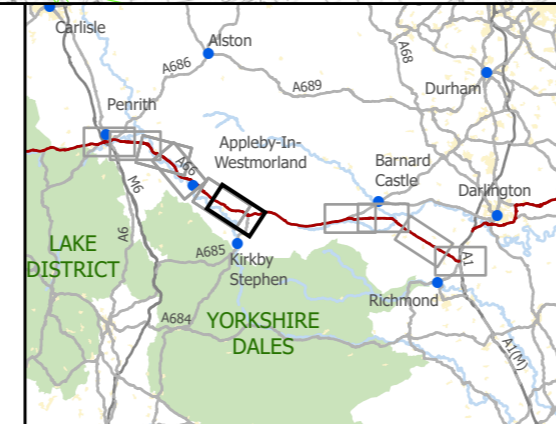 Carlisle
Alston
A68
A686
A689
Durham
Penrith
Appleby-In-
Westmorland
A66
Barnard
Castle
Darlington
M6
LAKE
DISTRICT
A6
A685
Kirkby
Stephen
A1
Richmond
A684
YORKSHIRE
DALES
A1(M)